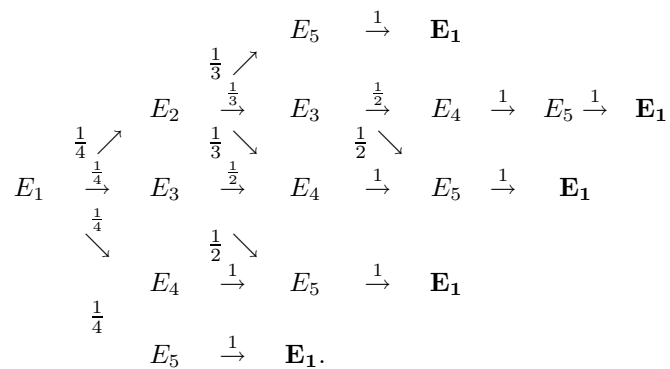 E₅ →¹ **E₁**
1/3 ↗
E₂ →^{1/3} E₃ →^{1/2} E₄ →¹ E₅ →¹ **E₁**
1/4 ↗ 1/3 ↘ 1/2 ↘
E₁ →^{1/4} E₃ →^{1/2} E₄ →¹ E₅ →¹ **E₁**
1/4 ↘ 1/2 ↘
E₄ →¹ E₅ →¹ **E₁**
1/4
E₅ →¹ **E₁**.